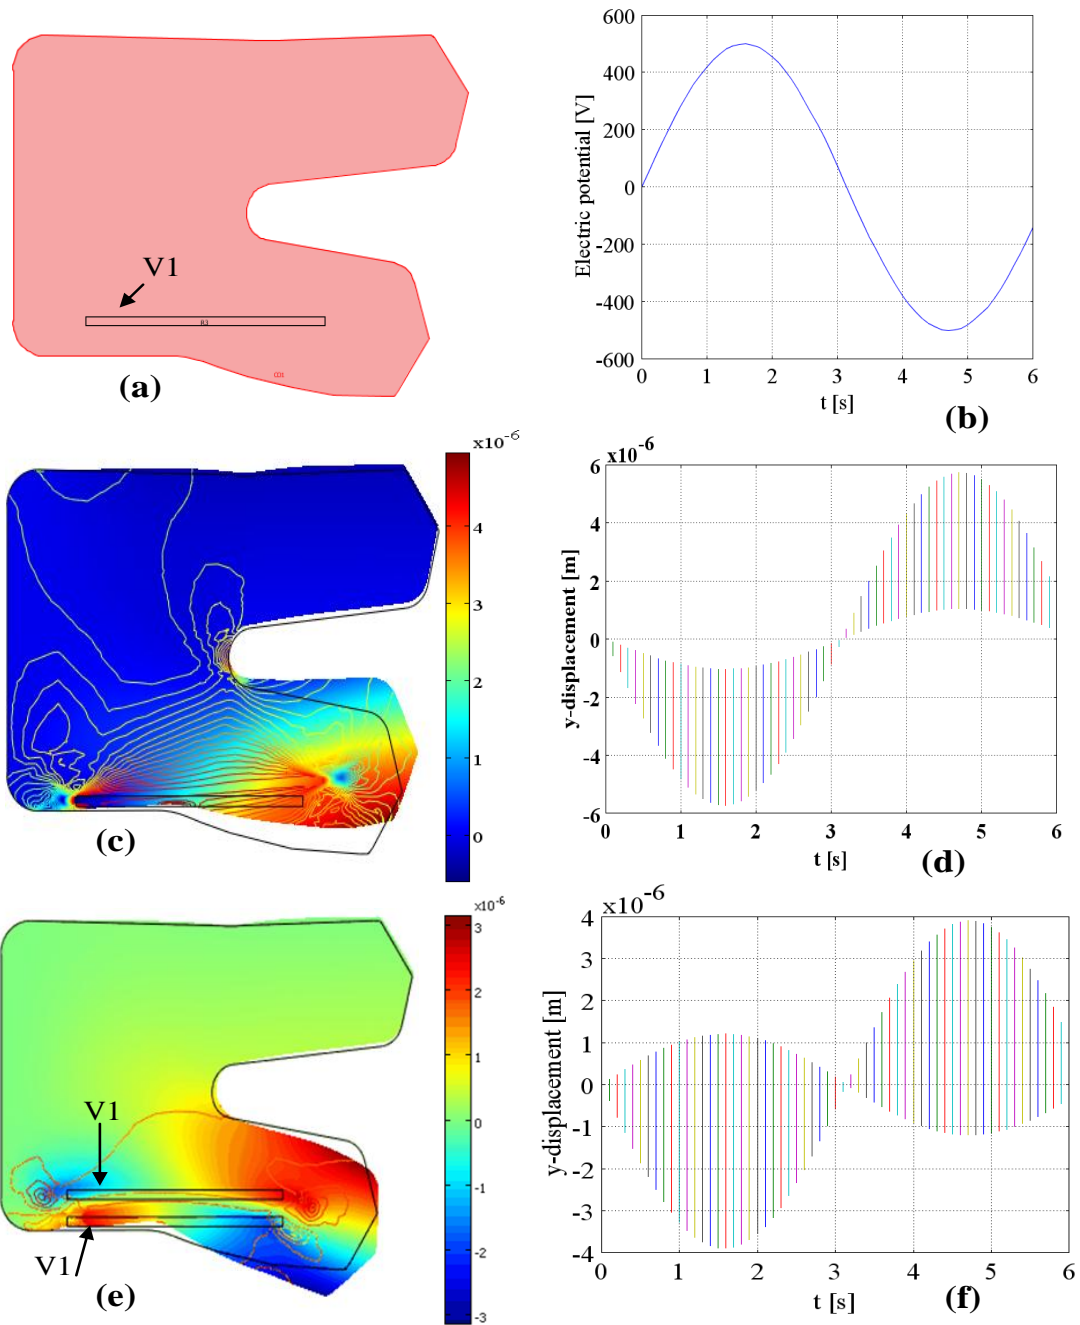 V1
R3
CO1
(a)
600
400
200
0
-200
-400
-600
Electric potential [V]
0 1 2 3 4 5 6
t [s]
(b)
x10-6
4
3
2
1
0
(c)
x10-6
6
4
2
0
-2
-4
-6
y-displacement [m]
0 1 2 3 4 5 6
t [s]
(d)
x10-6
3
2
1
0
-1
-2
-3
V1
V1
(e)
x10-6
4
3
2
1
0
-1
-2
-3
-4
y-displacement [m]
0 1 2 3 4 5 6
t [s]
(f)